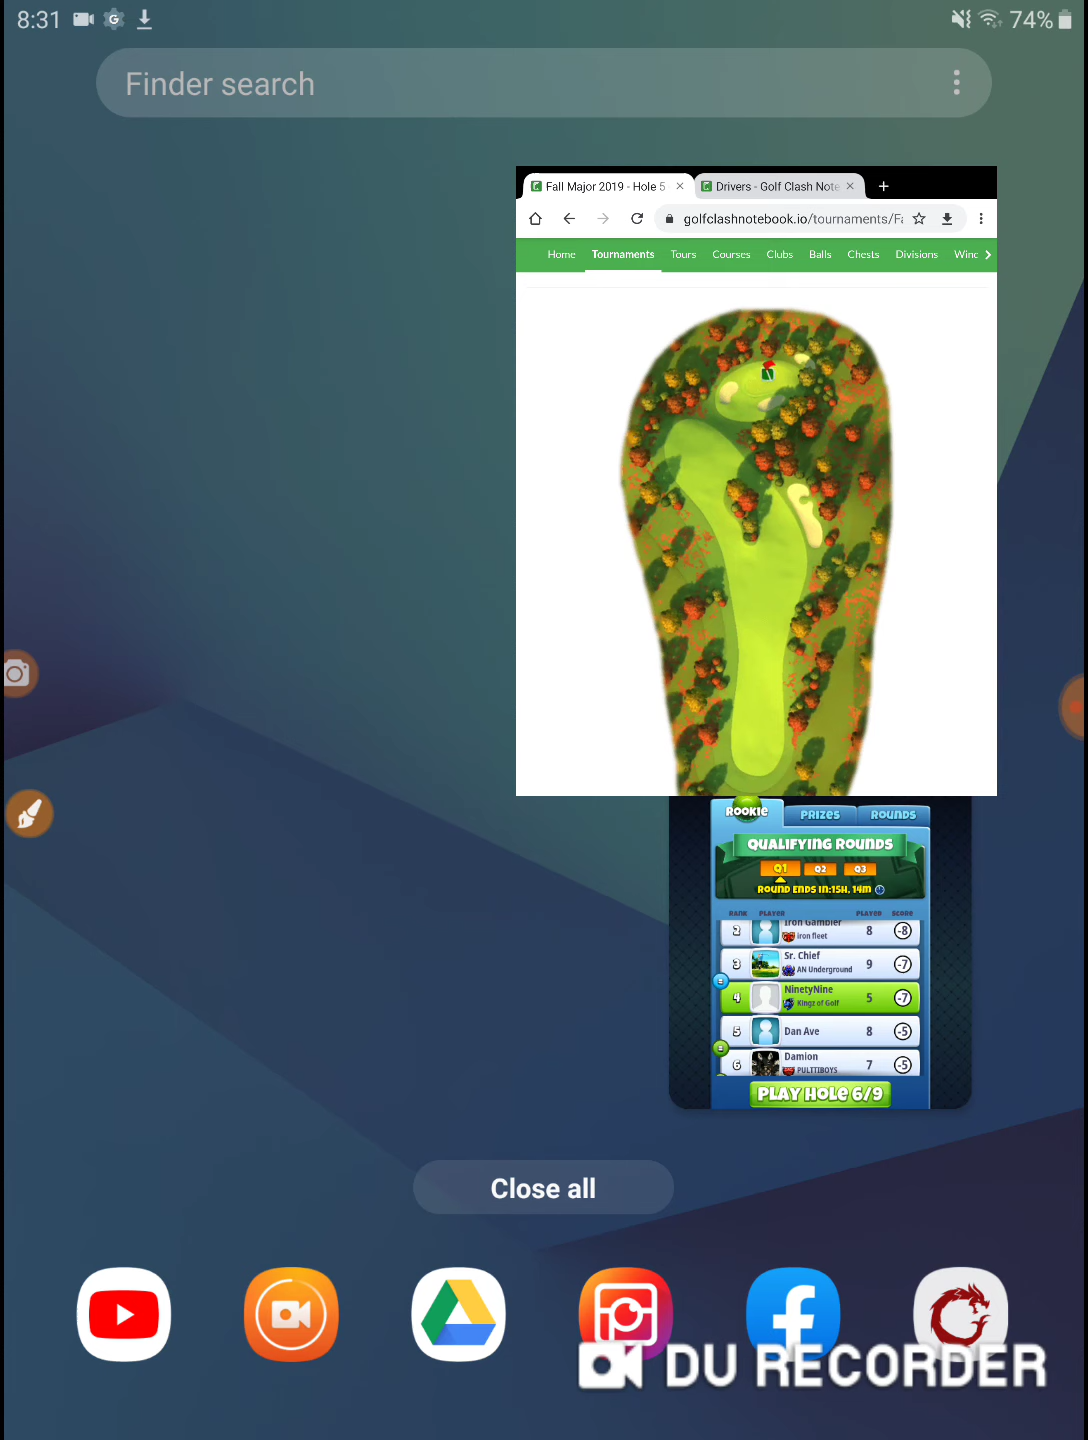 8:31
74%
Finder search
Fall Major 2019 - Hole 5
Drivers - Golf Clash Note
golfclashnotebook.io/tournaments/Fa
Home Tournaments Tours Courses Clubs Balls Chests Divisions Winc
ROOKIE PRIZES ROUNDS
QUALIFYING ROUNDS
Q1 Q2 Q3
ROUND ENDS IN:15H, 14M
RANK PLAYER PLAYED SCORE
2 Iron Gambler 8 -8
iron fleet
3 Sr. Chief 9 -7
AN Underground
4 NinetyNine 5 -7
Kingz of Golf
5 Dan Ave 8 -5
6 Damion 7 -5
PULTTIBOYS
PLAY HOLE 6/9
Close all
DU RECORDER